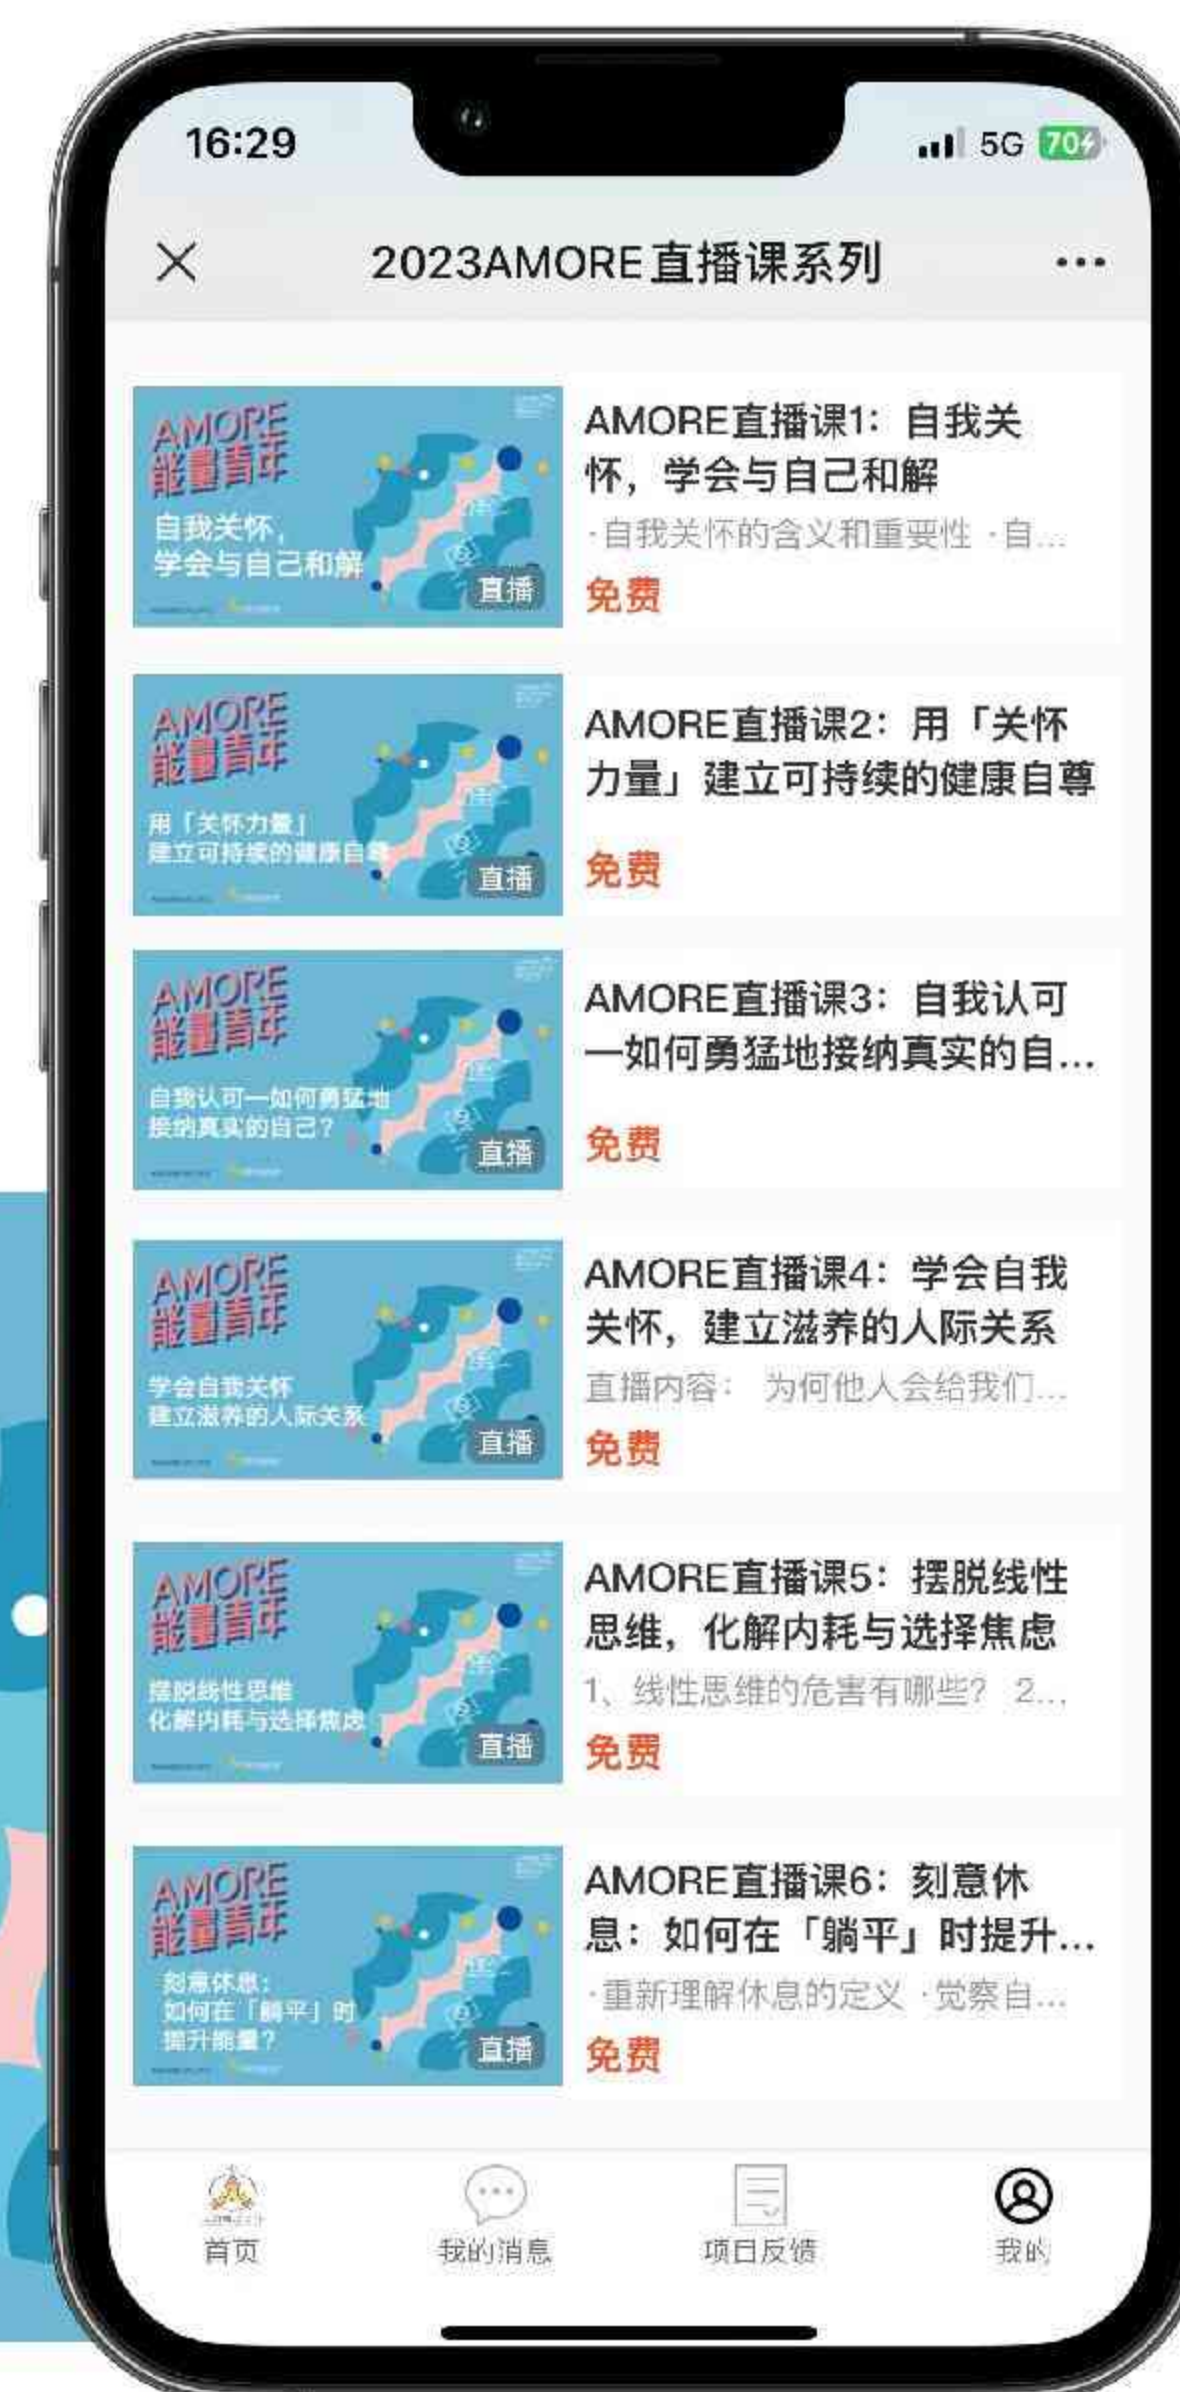 16:29
5G 70
2023AMORE直播课系列
AMORE
能量青年
自我关怀，
学会与自己和解
直播
AMORE直播课1：自我关
怀，学会与自己和解
·自我关怀的含义和重要性 ·自...
免费
AMORE
能量青年
用「关怀力量」
建立可持续的健康自尊
直播
AMORE直播课2：用「关怀
力量」建立可持续的健康自尊
免费
AMORE
能量青年
自我认可—如何勇猛地
接纳真实的自己？
直播
AMORE直播课3：自我认可
—如何勇猛地接纳真实的自...
免费
AMORE
能量青年
学会自我关怀
建立滋养的人际关系
直播
AMORE直播课4：学会自我
关怀，建立滋养的人际关系
直播内容： 为何他人会给我们...
免费
AMORE
能量青年
摆脱线性思维
化解内耗与选择焦虑
直播
AMORE直播课5：摆脱线性
思维，化解内耗与选择焦虑
1、线性思维的危害有哪些？ 2...
免费
AMORE
能量青年
刻意休息：
如何在「躺平」时
提升能量？
直播
AMORE直播课6：刻意休
息：如何在「躺平」时提升...
·重新理解休息的定义 ·觉察自...
免费
首页
我的消息
项目反馈
我的